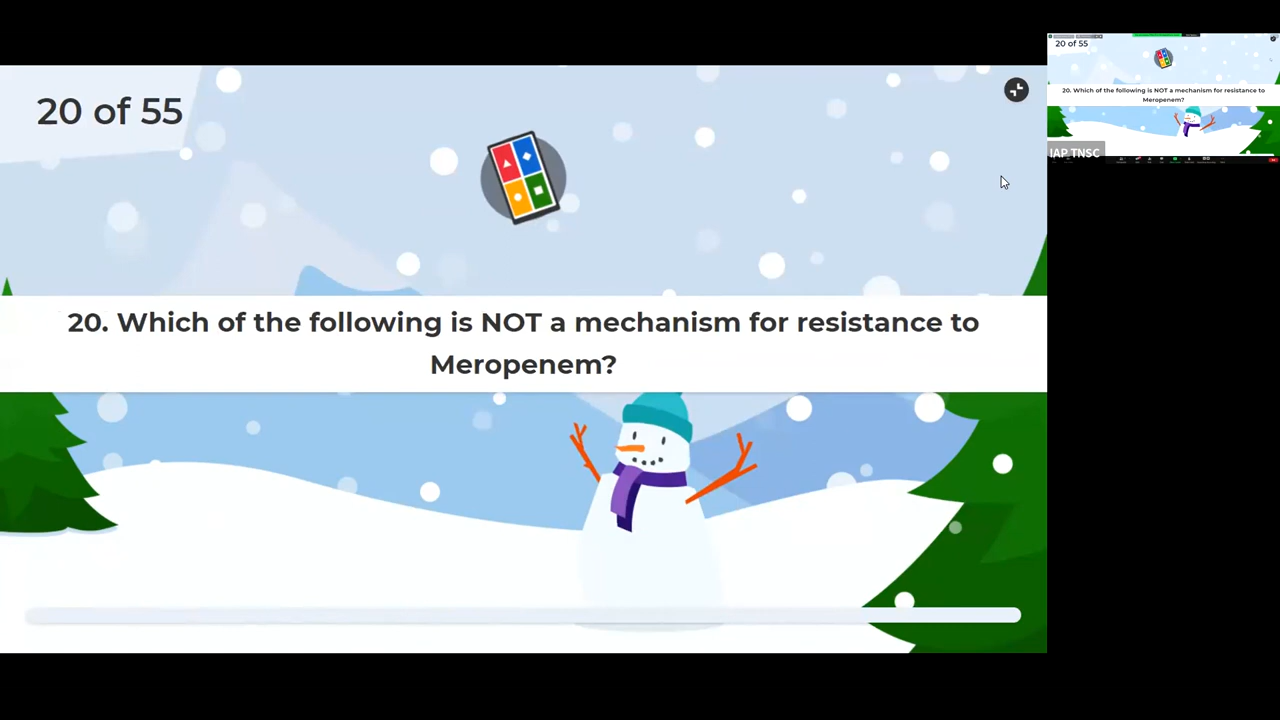 20 of 55
20. Which of the following is NOT a mechanism for resistance to
Meropenem?
20 of 55
20. Which of the following is NOT a mechanism for resistance to
Meropenem?
IAP TNSC